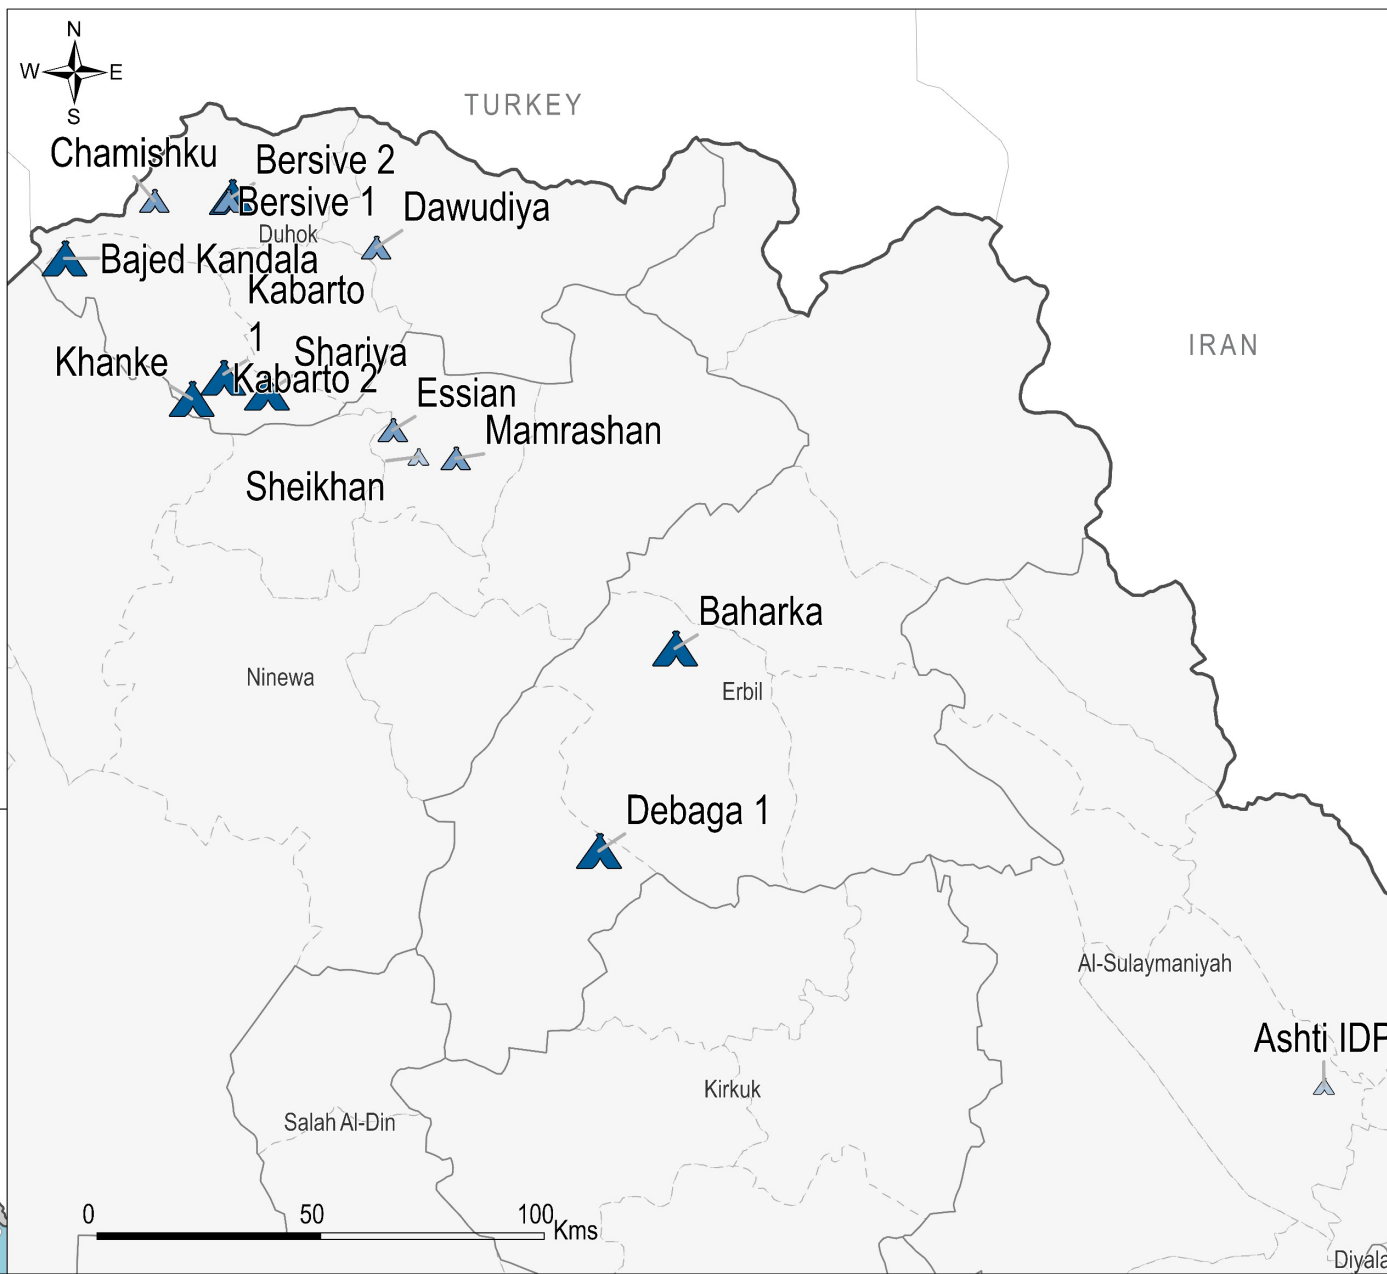 N
W E
S
TURKEY
Chamishku
Bersive 2
Bersive 1
Dawudiya
Duhok
Bajed Kandala
Kabarto
1
IRAN
Khanke
Shariya
Kabarto 2
Essian
Mamrashan
Sheikhan
Baharka
Ninewa
Erbil
Debaga 1
Al-Sulaymaniyah
Ashti IDP
Kirkuk
Salah Al-Din
0 50 100 Kms
Diyala